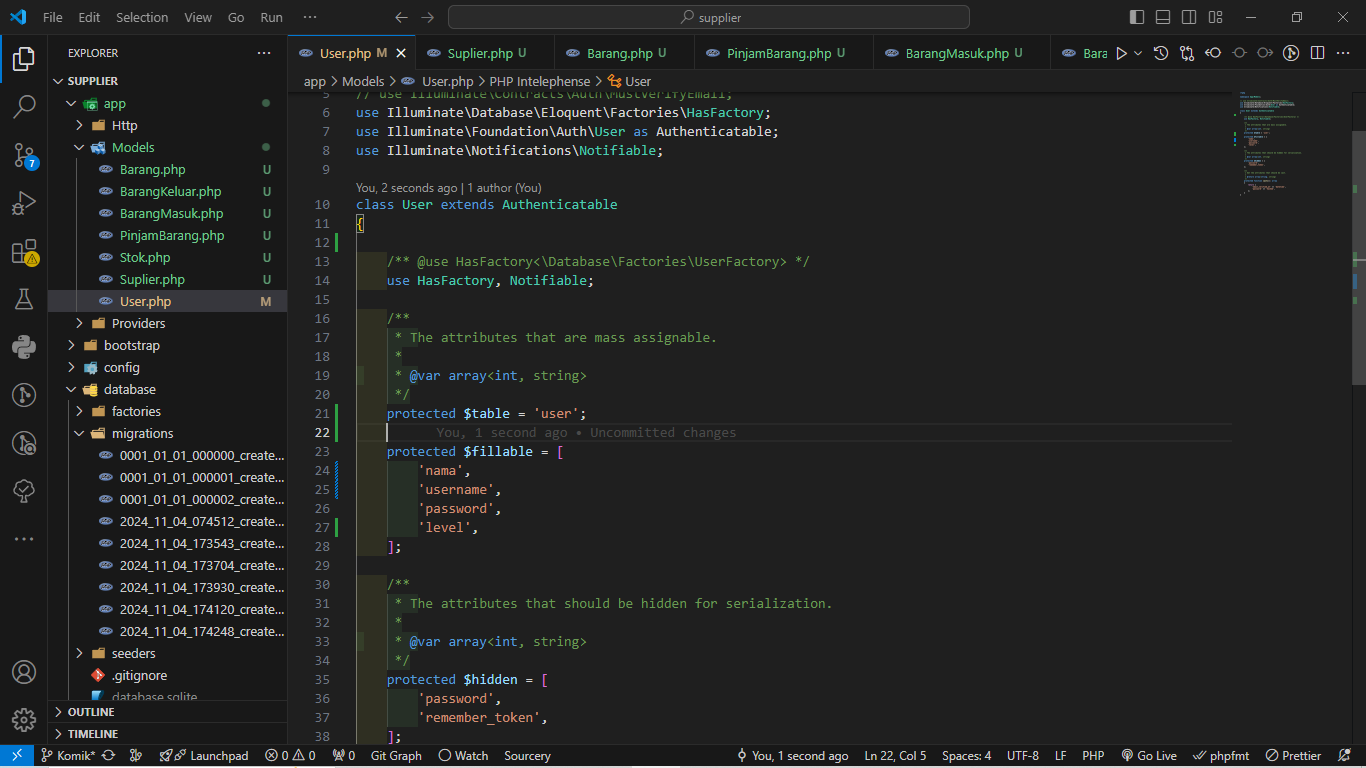 File Edit Selection View Go Run ··· supplier
EXPLORER ···
SUPPLIER
app
Http
Models
Barang.php U
BarangKeluar.php U
BarangMasuk.php U
PinjamBarang.php U
Stok.php U
Suplier.php U
User.php M
Providers
bootstrap
config
database
factories
migrations
0001_01_01_000000_create...
0001_01_01_000001_create...
0001_01_01_000002_create...
2024_11_04_074512_create...
2024_11_04_173543_create...
2024_11_04_173704_create...
2024_11_04_173930_create...
2024_11_04_174120_create...
2024_11_04_174248_create...
seeders
.gitignore
database.sqlite
OUTLINE
TIMELINE
7
User.php M Suplier.php U Barang.php U PinjamBarang.php U BarangMasuk.php U Bara
app > Models > User.php > PHP Intelephense > User
5 // use Illuminate\Contracts\Auth\MustVerifyEmail;
6 use Illuminate\Database\Eloquent\Factories\HasFactory;
7 use Illuminate\Foundation\Auth\User as Authenticatable;
8 use Illuminate\Notifications\Notifiable;
9
You, 2 seconds ago | 1 author (You)
10 class User extends Authenticatable
11 {
12
13 /** @use HasFactory<\Database\Factories\UserFactory> */
14 use HasFactory, Notifiable;
15
16 /**
17 * The attributes that are mass assignable.
18 *
19 * @var array<int, string>
20 */
21 protected $table = 'user';
22 You, 1 second ago • Uncommitted changes
23 protected $fillable = [
24 'nama',
25 'username',
26 'password',
27 'level',
28 ];
29
30 /**
31 * The attributes that should be hidden for serialization.
32 *
33 * @var array<int, string>
34 */
35 protected $hidden = [
36 'password',
37 'remember_token',
38 ];
Komik* Launchpad 0 0 0 Git Graph Watch Sourcery You, 1 second ago Ln 22, Col 5 Spaces: 4 UTF-8 LF PHP Go Live phpfmt Prettier